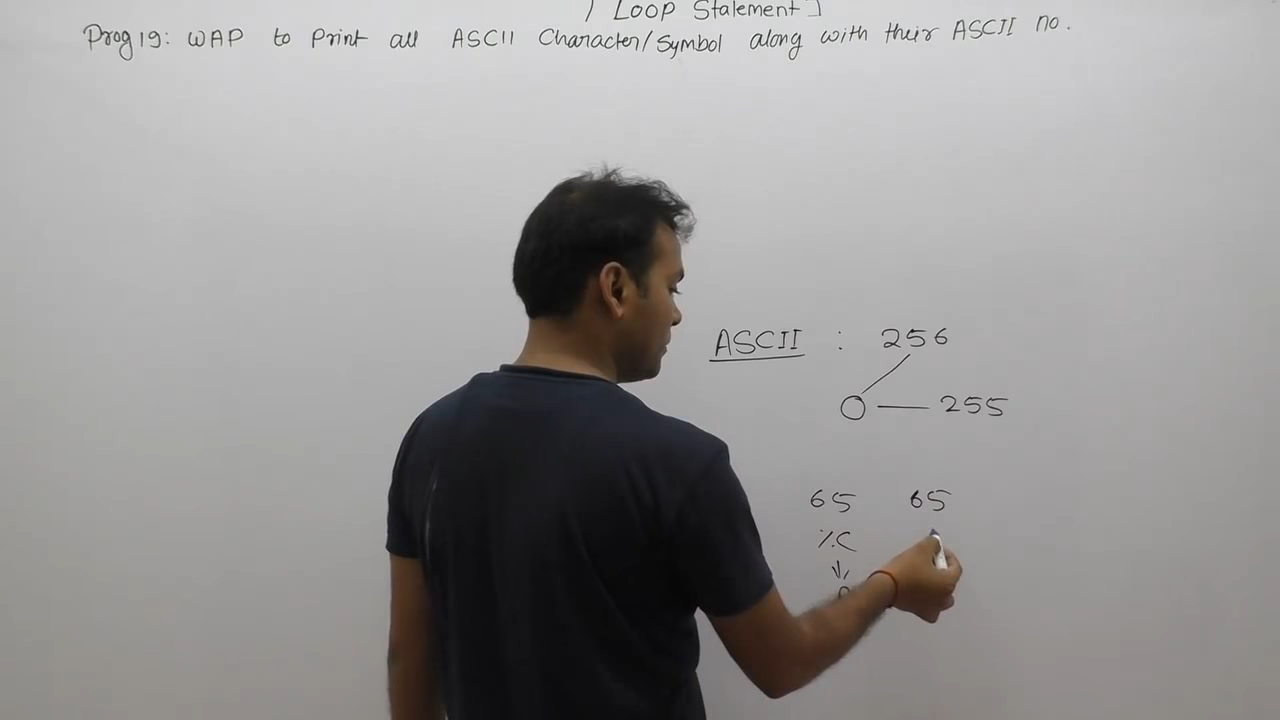 [ Loop Statement ]
Prog 19: WAP to Print all ASCII Character/Symbol along with their ASCII no.
ASCII : 256
0 — 255
65 65
%C